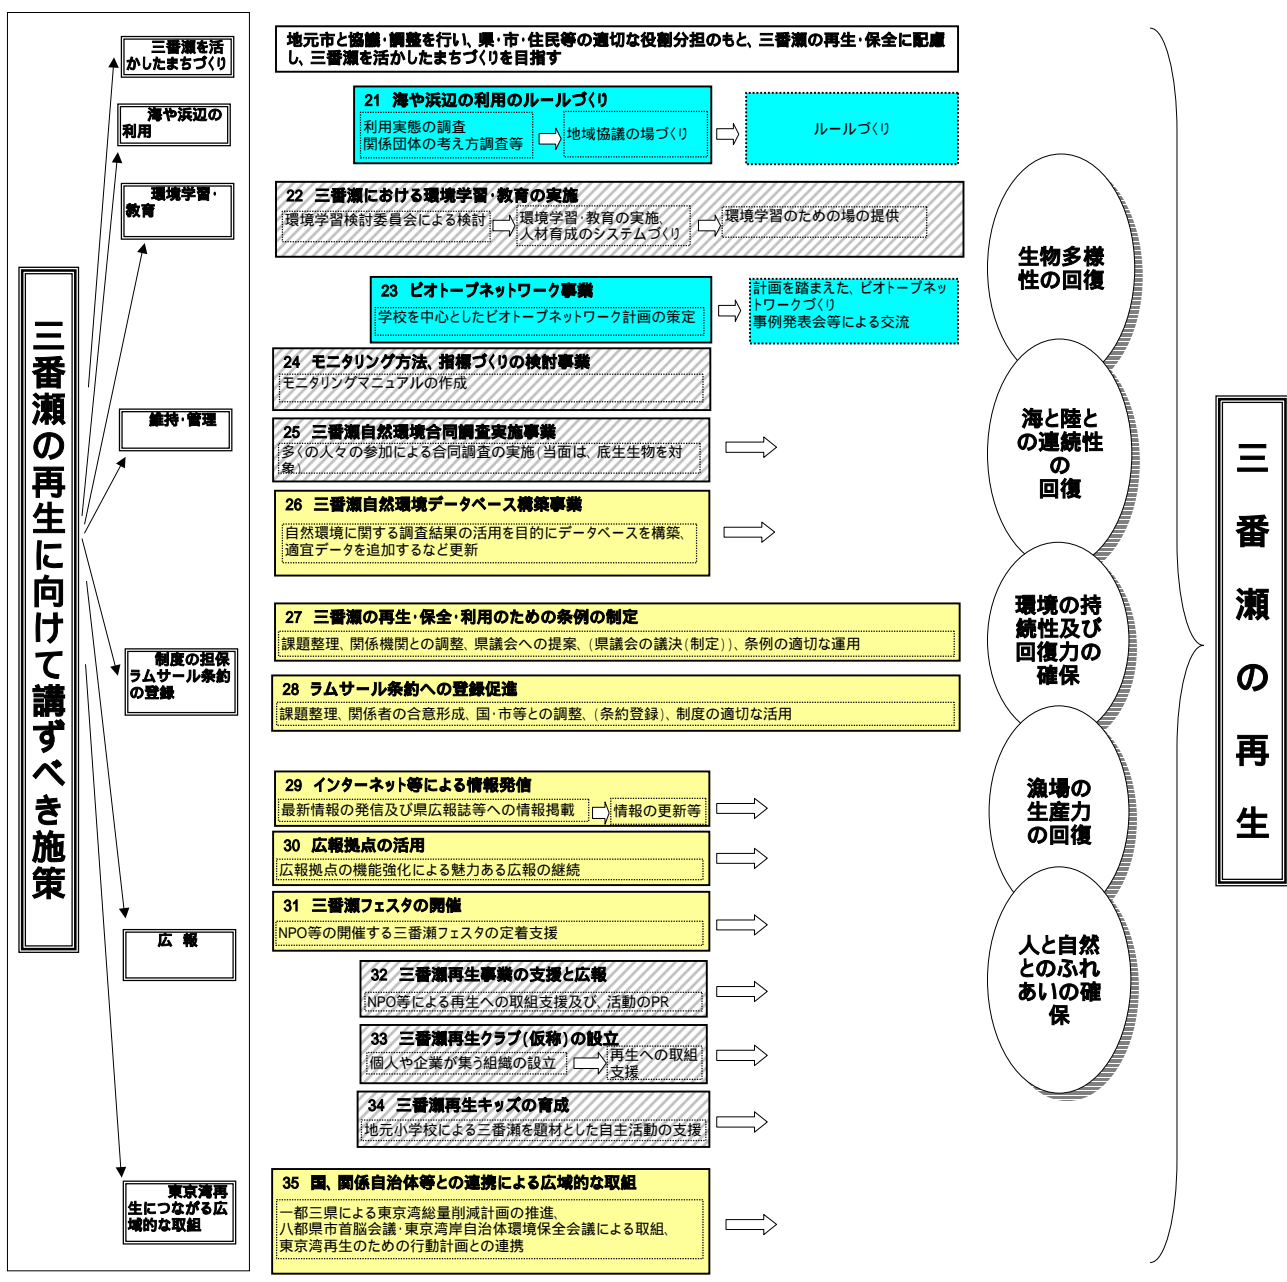 三番瀬の再生に向けて講ずべき施策
三番瀬を活
かしたまちづくり
海や浜辺の
利用
環境学習・
教育
維持・管理
制度の担保
ラムサール条約
の登録
広 報
東京湾再
生につながる広
域的な取組
地元市と協議・調整を行い、県・市・住民等の適切な役割分担のもと、三番瀬の再生・保全に配慮
し、三番瀬を活かしたまちづくりを目指す
21 海や浜辺の利用のルールづくり
利用実態の調査
関係団体の考え方調査等
地域協議の場づくり
ルールづくり
22 三番瀬における環境学習・教育の実施
環境学習検討委員会による検討
環境学習・教育の実施、
人材育成のシステムづくり
環境学習のための場の提供
23 ビオトープネットワーク事業
学校を中心としたビオトープネットワーク計画の策定
計画を踏まえた、ビオトープネッ
トワークづくり
事例発表会等による交流
24 モニタリング方法、指標づくりの検討事業
モニタリングマニュアルの作成
25 三番瀬自然環境合同調査実施事業
多くの人々の参加による合同調査の実施(当面は、底生生物を対
象)
26 三番瀬自然環境データベース構築事業
自然環境に関する調査結果の活用を目的にデータベースを構築、
適宜データを追加するなど更新
27 三番瀬の再生・保全・利用のための条例の制定
課題整理、関係機関との調整、県議会への提案、(県議会の議決(制定))、条例の適切な運用
28 ラムサール条約への登録促進
課題整理、関係者の合意形成、国・市等との調整、(条約登録)、制度の適切な活用
29 インターネット等による情報発信
最新情報の発信及び県広報誌等への情報掲載
情報の更新等
30 広報拠点の活用
広報拠点の機能強化による魅力ある広報の継続
31 三番瀬フェスタの開催
NPO等の開催する三番瀬フェスタの定着支援
32 三番瀬再生事業の支援と広報
NPO等による再生への取組支援及び、活動のPR
33 三番瀬再生クラブ(仮称)の設立
個人や企業が集う組織の設立
再生への取組
支援
34 三番瀬再生キッズの育成
地元小学校による三番瀬を題材とした自主活動の支援
35 国、関係自治体等との連携による広域的な取組
一都三県による東京湾総量削減計画の推進、
八都県市首脳会議・東京湾岸自治体環境保全会議による取組、
東京湾再生のための行動計画との連携
生物多様
性の回復
海と陸と
の連続性
の
回復
環境の持
続性及び
回復力の
確保
漁場の
生産力
の回復
人と自然
とのふれ
あいの確
保
三番瀬の再生